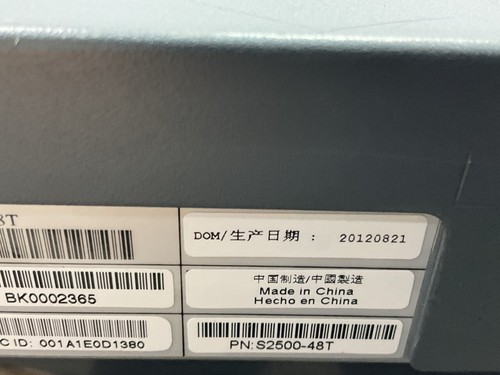 8T
DOM/生产日期 : 20120821
BK0002365
中国制造/中國製造
Made in China
Hecho en China
C ID: 001A1E0D1380
PN:S2500-48T